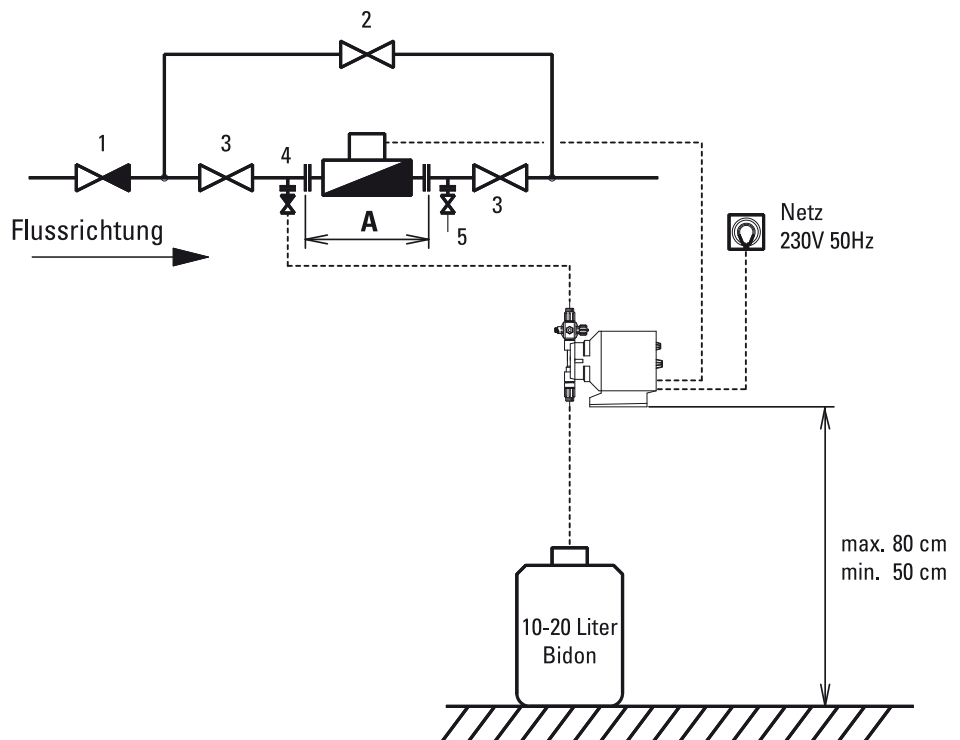 2
1
3
4
A
3
5
Flussrichtung
Netz
230V 50Hz
max. 80 cm
min. 50 cm
10-20 Liter
Bidon